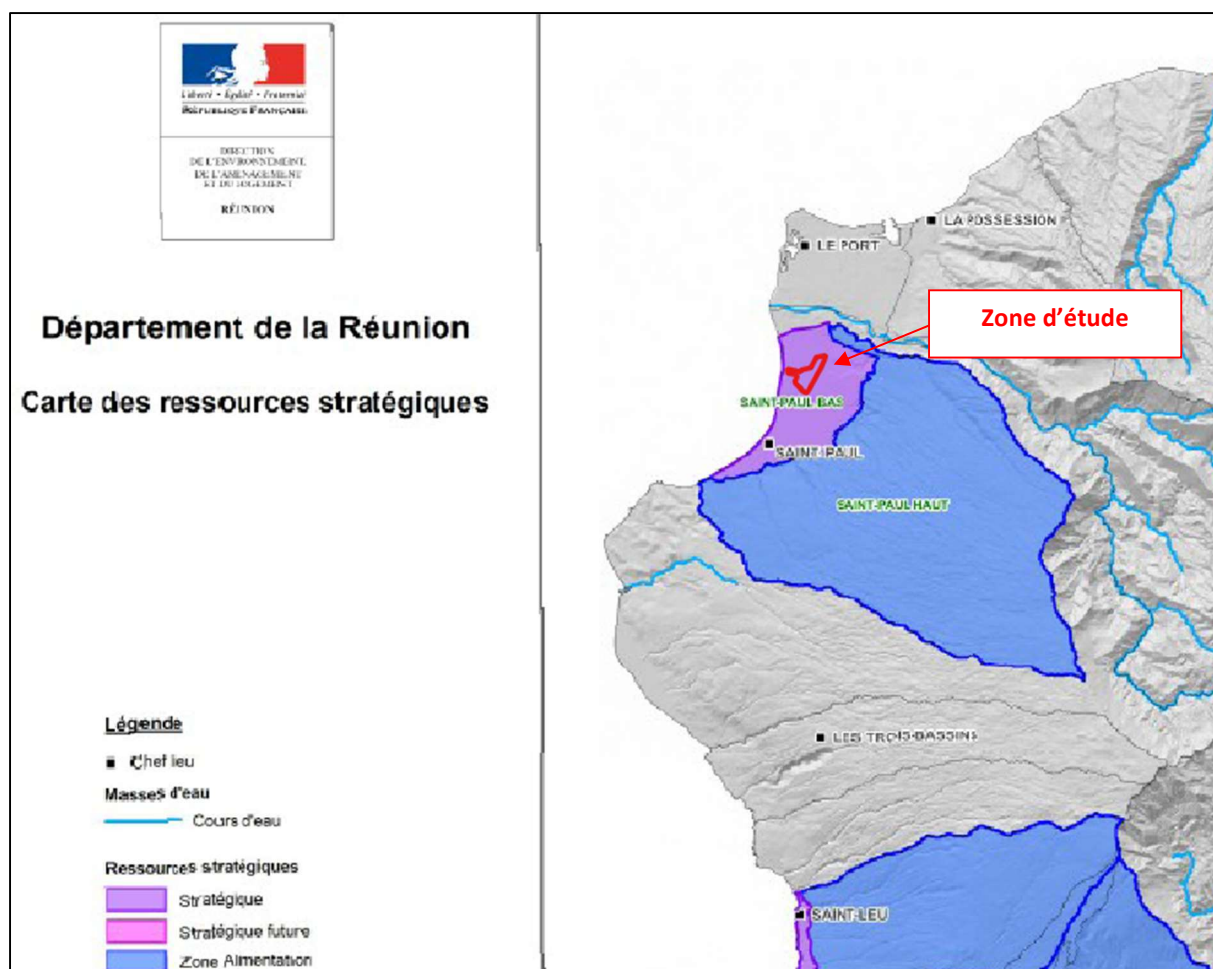 Liberté • Égalité • Fraternité
RÉPUBLIQUE FRANÇAISE
DIRECTION
DE L'ENVIRONNEMENT,
DE L'AMÉNAGEMENT
ET DU LOGEMENT
RÉUNION
Département de la Réunion
Carte des ressources stratégiques
Légende
Chef lieu
Masses d'eau
Cours d'eau
Ressources stratégiques
Stratégique
Stratégique future
Zone Alimentation
LA POSSESSION
LE PORT
Zone d'étude
SAINT-PAUL BAS
SAINT-PAUL
SAINT-PAUL HAUT
LES TROIS-BASSINS
SAINT-LEU